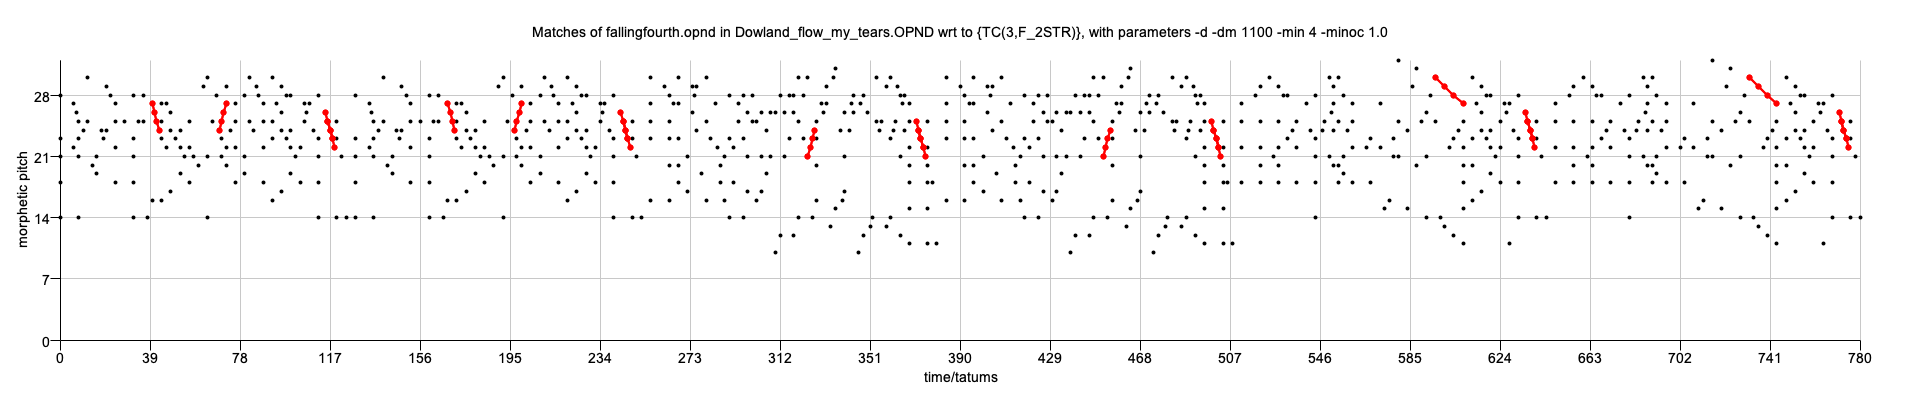 Matches of fallingfourth.opnd in Dowland_flow_my_tears.OPND wrt to {TC(3,F_2STR)}, with parameters -d -dm 1100 -min 4 -minoc 1.0
morphetic pitch
28
21
14
7
0
0 39 78 117 156 195 234 273 312 351 390 429 468 507 546 585 624 663 702 741 780
time/tatums